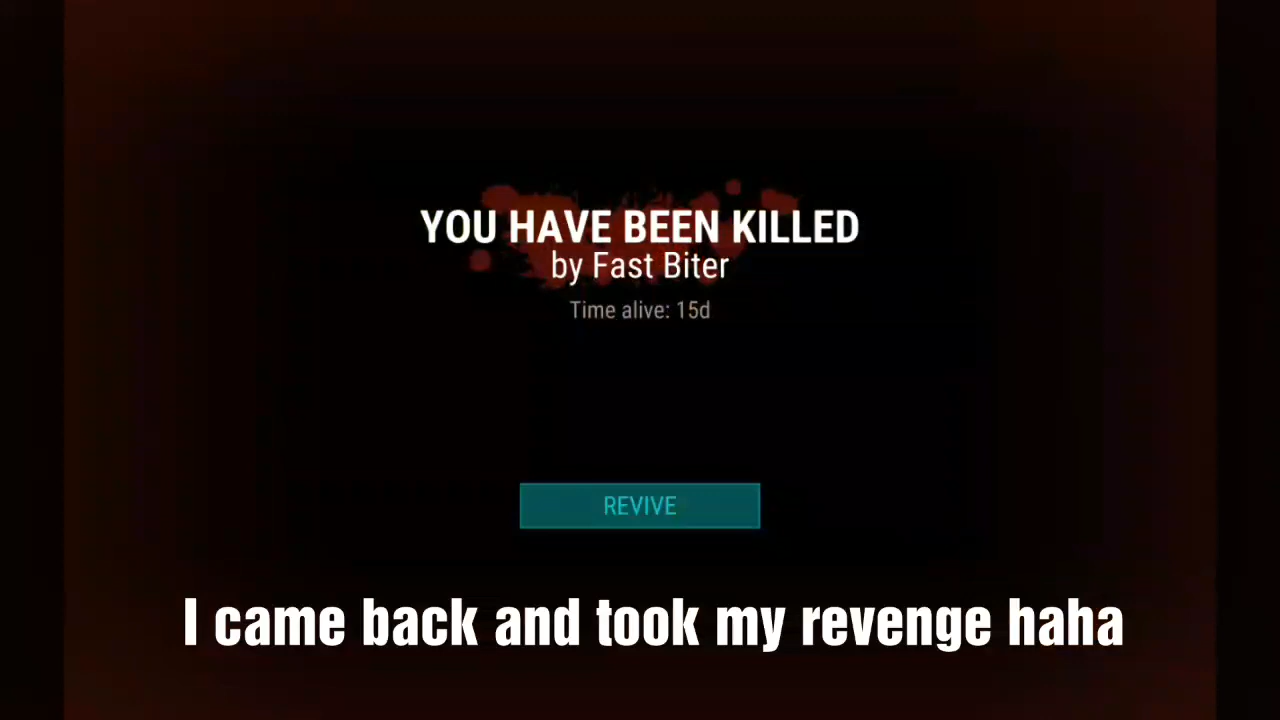 YOU HAVE BEEN KILLED
by Fast Biter
Time alive: 15d
REVIVE
I came back and took my revenge haha